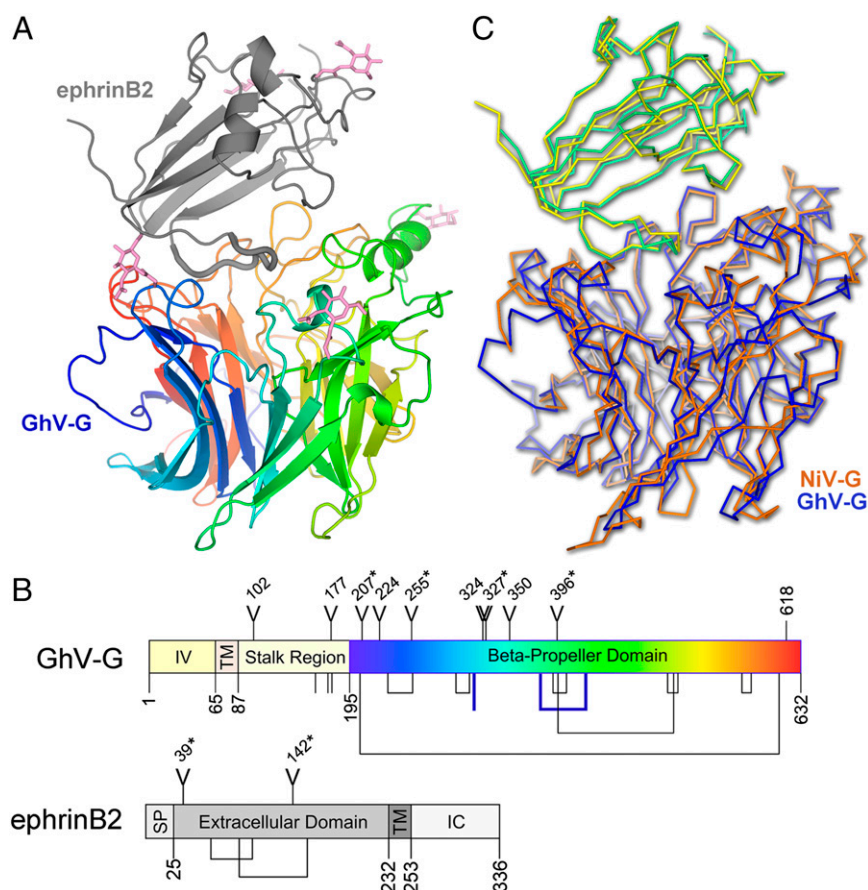 A
C
ephrinB2
GhV-G
NiV-G
GhV-G
B
102 177 207* 224 255* 324 327* 350 396* 618
GhV-G
IV TM Stalk Region Beta-Propeller Domain
1 65 87 195 632
39* 142*
ephrinB2
SP Extracellular Domain TM IC
25 232 253 336